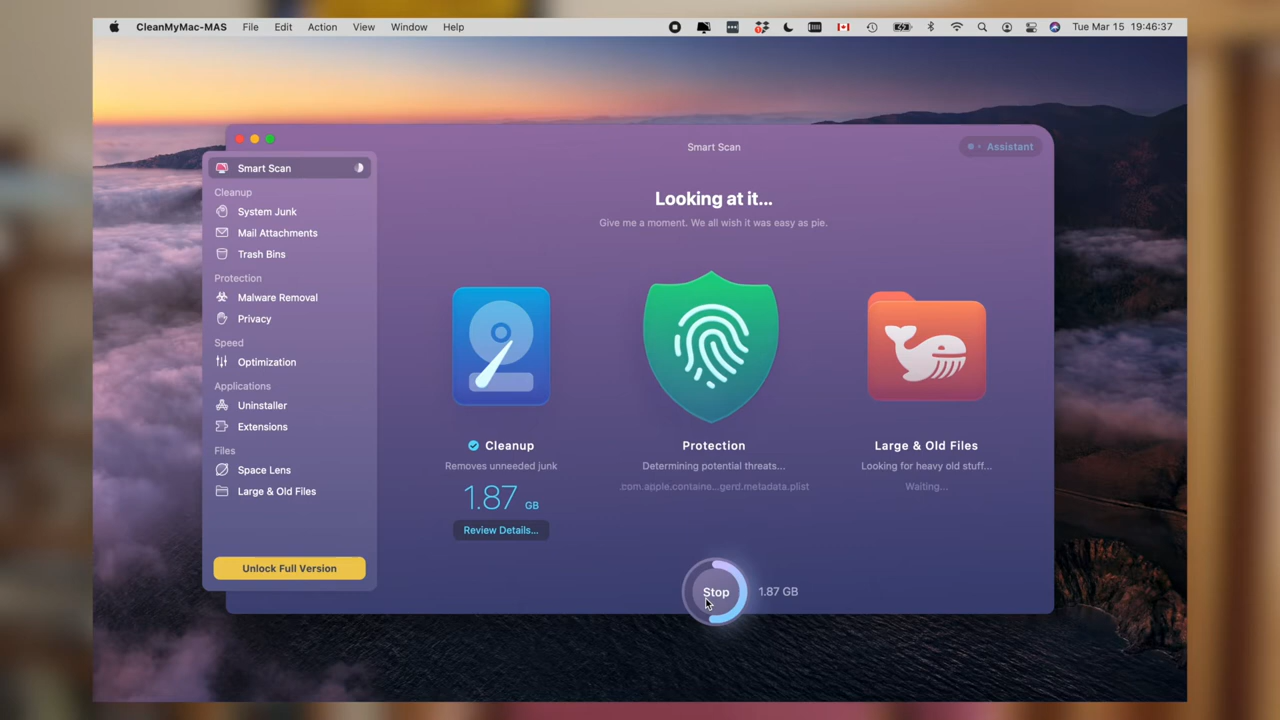 CleanMyMac-MAS File Edit Action View Window Help Tue Mar 15 19:46:37
Smart Scan
Assistant
Smart Scan
Cleanup
System Junk
Mail Attachments
Trash Bins
Protection
Malware Removal
Privacy
Speed
Optimization
Applications
Uninstaller
Extensions
Files
Space Lens
Large & Old Files
Unlock Full Version
Looking at it...
Give me a moment. We all wish it was easy as pie.
Cleanup
Removes unneeded junk
1.87 GB
Review Details...
Protection
Determining potential threats...
com.apple.containe...gerd.metadata.plist
Large & Old Files
Looking for heavy old stuff...
Waiting...
Stop 1.87 GB